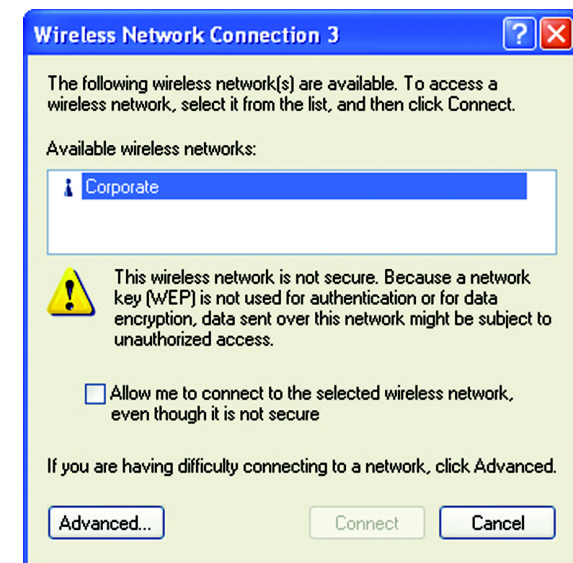 Wireless Network Connection 3
The following wireless network(s) are available. To access a
wireless network, select it from the list, and then click Connect.
Available wireless networks:
Corporate
This wireless network is not secure. Because a network
key (WEP) is not used for authentication or for data
encryption, data sent over this network might be subject to
unauthorized access.
Allow me to connect to the selected wireless network,
even though it is not secure
If you are having difficulty connecting to a network, click Advanced.
Advanced... Connect Cancel